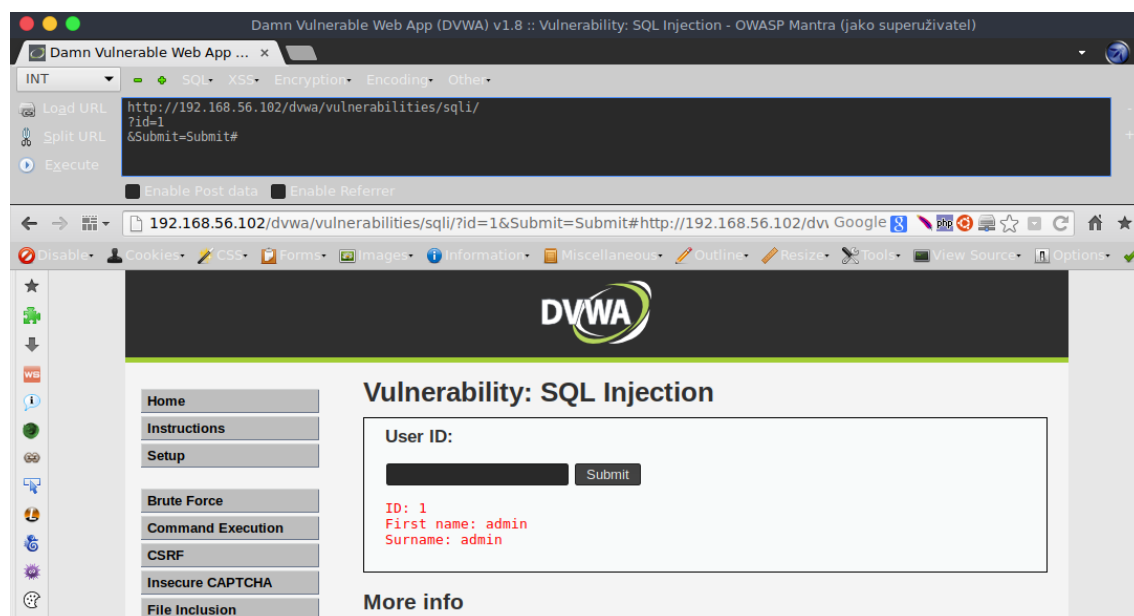 Damn Vulnerable Web App (DVWA) v1.8 :: Vulnerability: SQL Injection - OWASP Mantra (jako superuživatel)
Damn Vulnerable Web App ... ×
INT SQL XSS Encryption Encoding Other
Load URL
Split URL
Execute
http://192.168.56.102/dvwa/vulnerabilities/sqli/
?id=1
&Submit=Submit#
Enable Post data Enable Referrer
192.168.56.102/dvwa/vulnerabilities/sqli/?id=1&Submit=Submit#http://192.168.56.102/dv Google
Disable Cookies CSS Forms Images Information Miscellaneous Outline Resize Tools View Source Options
DVWA
Home
Instructions
Setup
Brute Force
Command Execution
CSRF
Insecure CAPTCHA
File Inclusion
Vulnerability: SQL Injection
User ID:
Submit
ID: 1
First name: admin
Surname: admin
More info